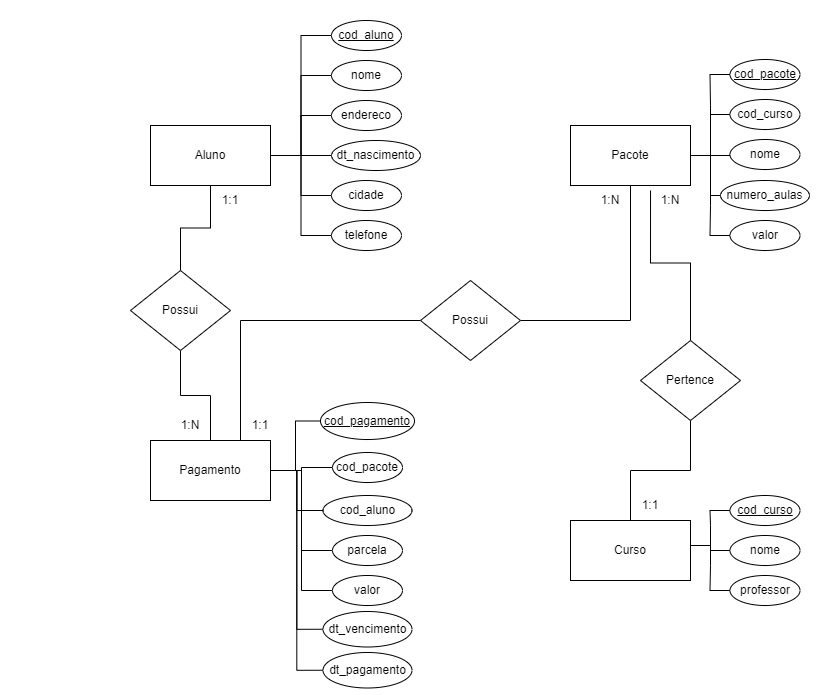 cod_aluno
nome
endereco
dt_nascimento
cidade
telefone
Aluno
1:1
cod_pacote
cod_curso
nome
numero_aulas
valor
Pacote
1:N
1:N
Possui
Possui
Pertence
1:N
1:1
Pagamento
cod_pagamento
cod_pacote
cod_aluno
parcela
valor
dt_vencimento
dt_pagamento
1:1
Curso
cod_curso
nome
professor